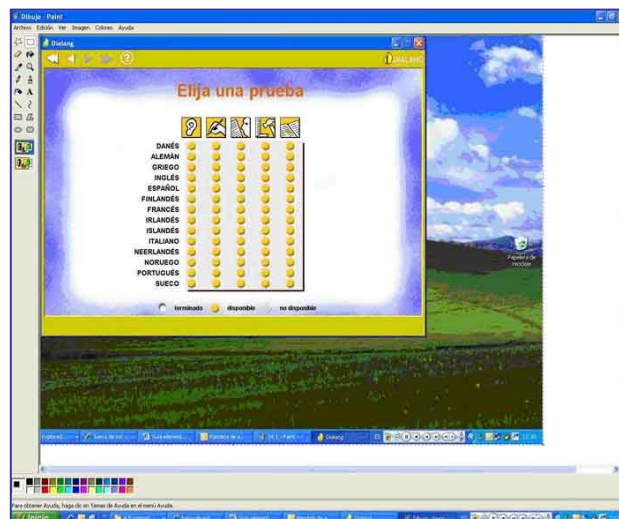 Dibuja - Paint
Archivo Edición Ver Imagen Colores Ayuda
Dialang
DIALANG
Elija una prueba
DANÉS
ALEMÁN
GRIEGO
INGLÉS
ESPAÑOL
FINLANDÉS
FRANCÉS
IRLANDÉS
ISLANDÉS
ITALIANO
NEERLANDÉS
NORUEGO
PORTUGUÉS
SUECO
terminado disponible no disponible
Papelera de reciclaje
Dialang
Para obtener Ayuda, haga clic en Temas de Ayuda en el menú Ayuda.
Inicio